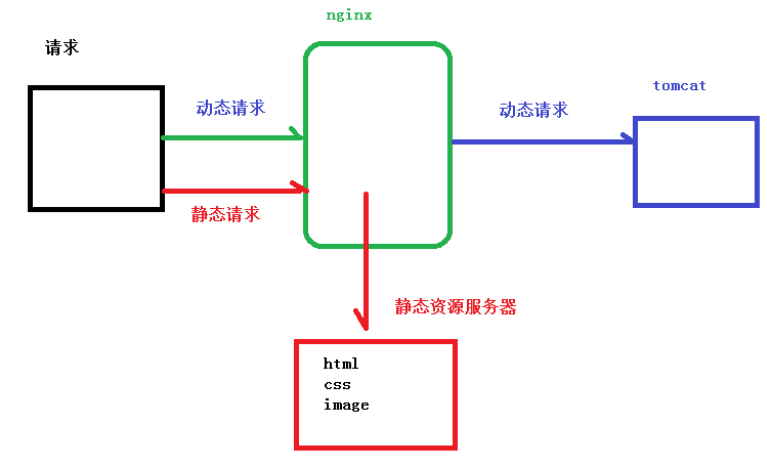 nginx
请求
动态请求
动态请求
tomcat
静态请求
静态资源服务器
html
css
image